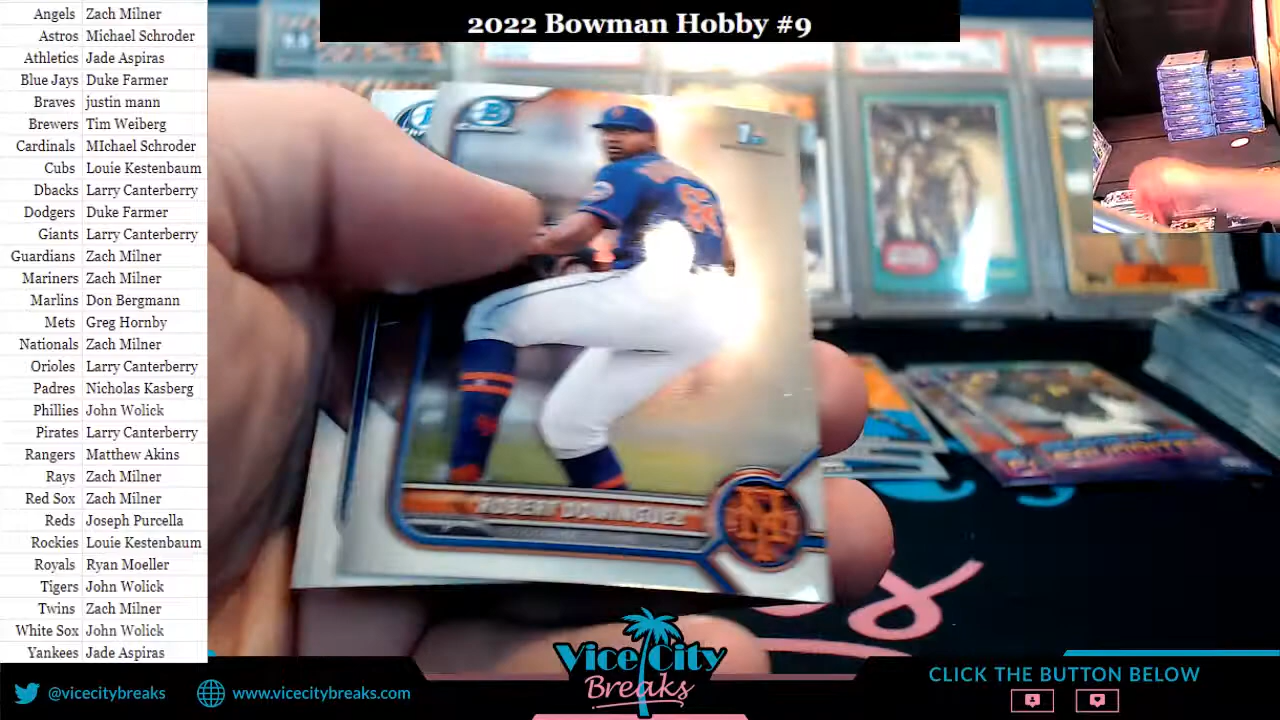 2022 Bowman Hobby #9
Angels Zach Milner
Astros Michael Schroder
Athletics Jade Aspiras
Blue Jays Duke Farmer
Braves justin mann
Brewers Tim Weiberg
Cardinals MIchael Schroder
Cubs Louie Kestenbaum
Dbacks Larry Canterberry
Dodgers Duke Farmer
Giants Larry Canterberry
Guardians Zach Milner
Mariners Zach Milner
Marlins Don Bergmann
Mets Greg Hornby
Nationals Zach Milner
Orioles Larry Canterberry
Padres Nicholas Kasberg
Phillies John Wolick
Pirates Larry Canterberry
Rangers Matthew Akins
Rays Zach Milner
Red Sox Zach Milner
Reds Joseph Purcella
Rockies Louie Kestenbaum
Royals Ryan Moeller
Tigers John Wolick
Twins Zach Milner
White Sox John Wolick
Yankees Jade Aspiras
B
1st
ROBERT DOMINGUEZ
NY
Vice City
Breaks
@vicecitybreaks
www.vicecitybreaks.com
CLICK THE BUTTON BELOW